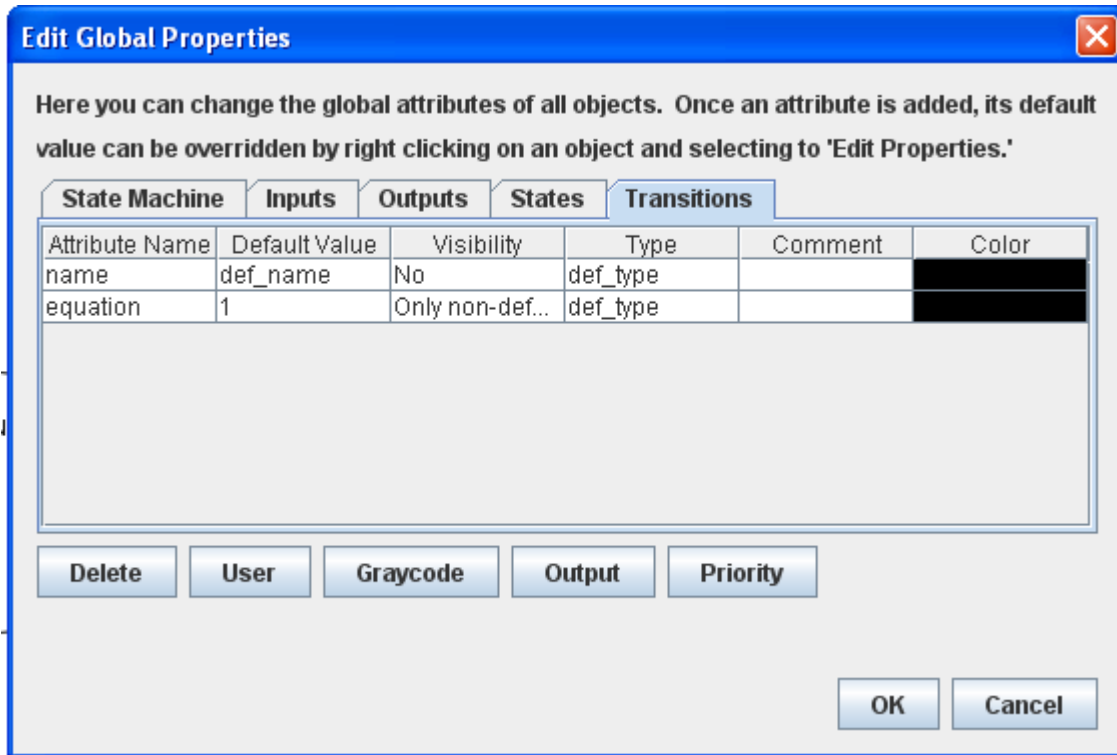 Edit Global Properties
Here you can change the global attributes of all objects.  Once an attribute is added, its default
value can be overridden by right clicking on an object and selecting to 'Edit Properties.'
State Machine Inputs Outputs States Transitions
Attribute Name Default Value Visibility Type Comment Color
name def_name No def_type
equation 1 Only non-def... def_type
Delete User Graycode Output Priority
OK Cancel